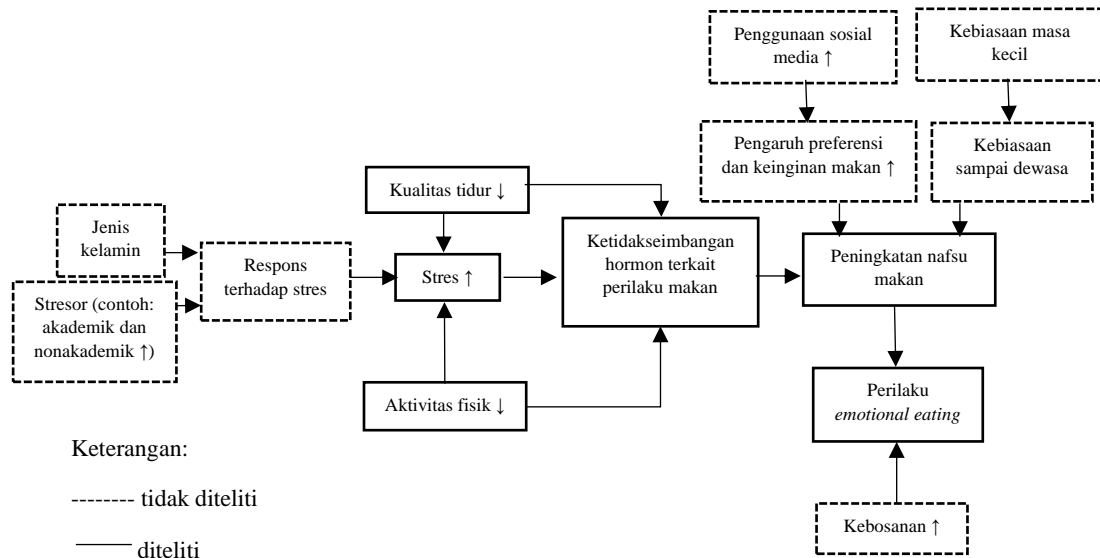 Penggunaan sosial
media ↑
Kebiasaan masa
kecil
Pengaruh preferensi
dan keinginan makan ↑
Kebiasaan
sampai dewasa
Kualitas tidur ↓
Jenis
kelamin
Respons
terhadap stres
Stres ↑
Ketidakseimbangan
hormon terkait
perilaku makan
Peningkatan nafsu
makan
Stresor (contoh:
akademik dan
nonakademik ↑)
Aktivitas fisik ↓
Perilaku
emotional eating
Kebosanan ↑
Keterangan:
-------- tidak diteliti
——— diteliti